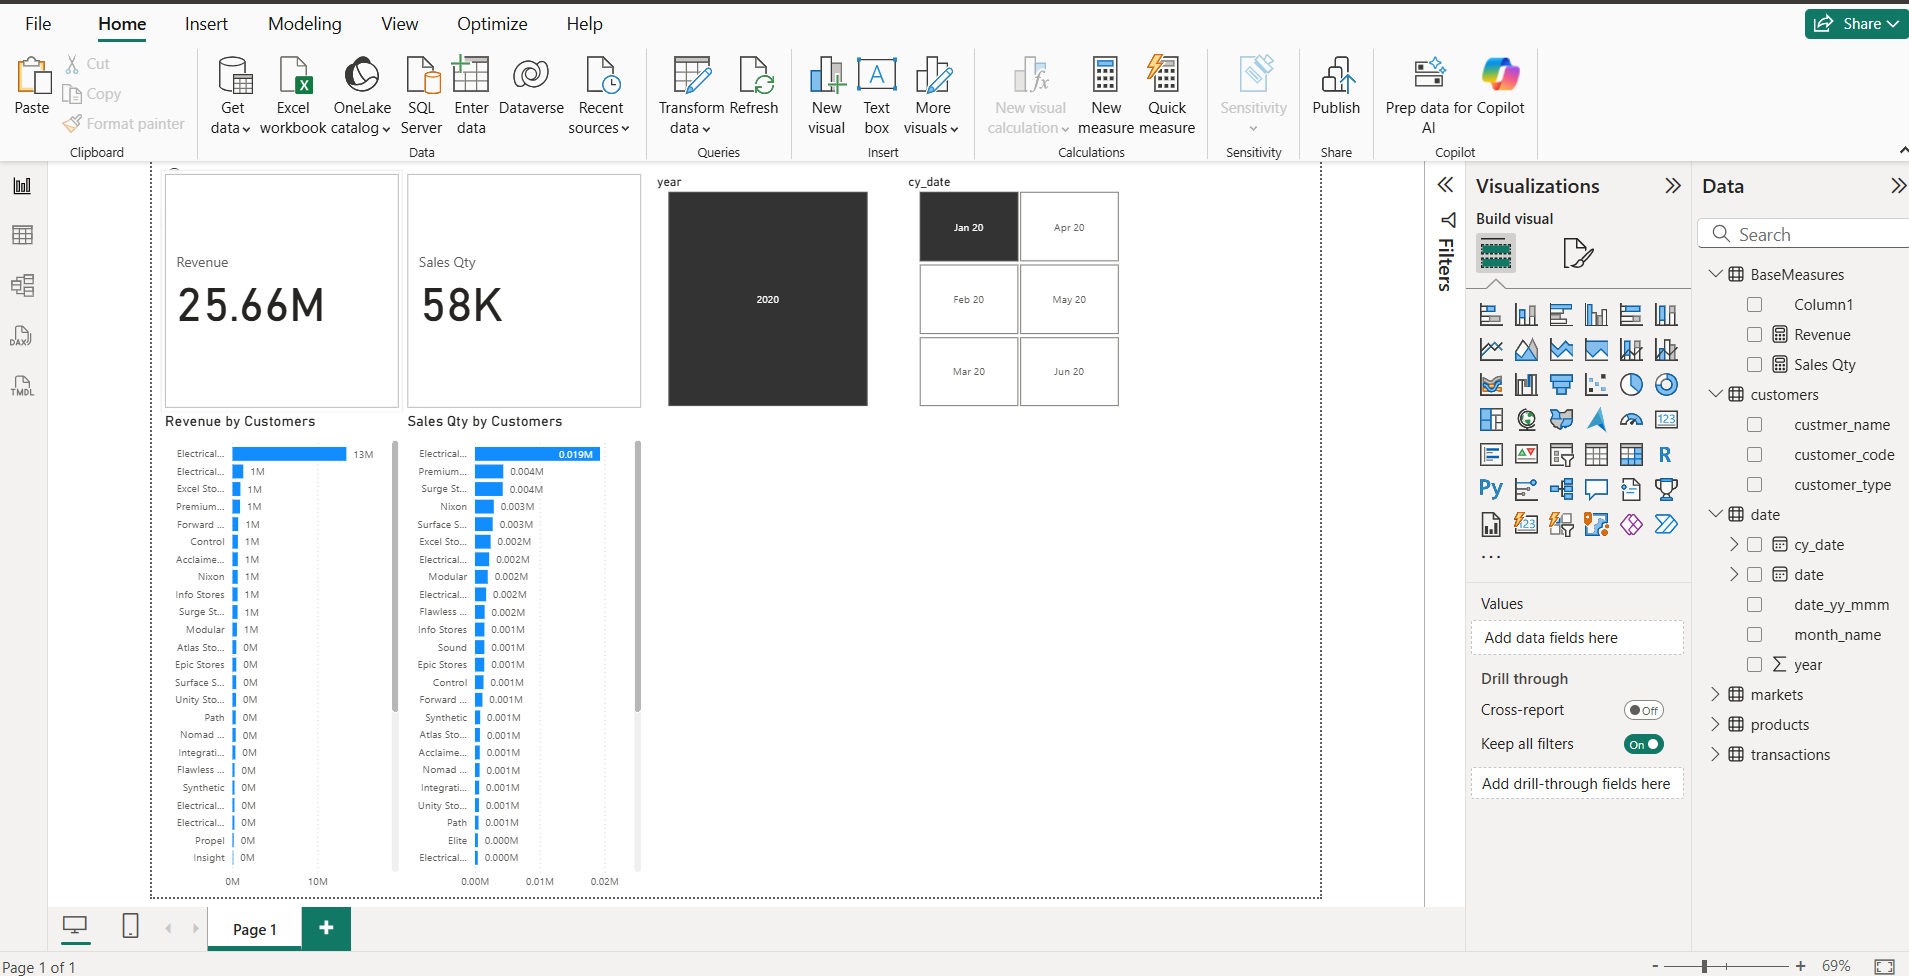 File Home Insert Modeling View Optimize Help
Share
Paste
Cut
Copy
Format painter
Clipboard
Get data
Excel workbook
OneLake catalog
SQL Server
Enter data
Dataverse
Recent sources
Data
Transform data
Refresh
Queries
New visual
Text box
More visuals
Insert
New visual calculation
New measure
Quick measure
Calculations
Sensitivity
Sensitivity
Publish
Share
Prep data for AI
Copilot
Copilot
DAX
TMDL
Revenue
25.66M
Sales Qty
58K
year
2020
cy_date
Jan 20 Apr 20
Feb 20 May 20
Mar 20 Jun 20
Revenue by Customers
Electrical... 13M
Electrical... 1M
Excel Sto... 1M
Premium... 1M
Forward ... 1M
Control 1M
Acclaime... 1M
Nixon 1M
Info Stores 1M
Surge St... 1M
Modular 1M
Atlas Sto... 0M
Epic Stores 0M
Surface S... 0M
Unity Sto... 0M
Path 0M
Nomad ... 0M
Integrati... 0M
Flawless ... 0M
Synthetic 0M
Electrical... 0M
Electrical... 0M
Propel 0M
Insight 0M
0M 10M
Sales Qty by Customers
Electrical... 0.019M
Premium... 0.004M
Surge St... 0.004M
Nixon 0.003M
Surface S... 0.003M
Excel Sto... 0.002M
Electrical... 0.002M
Modular 0.002M
Electrical... 0.002M
Flawless ... 0.002M
Info Stores 0.001M
Sound 0.001M
Epic Stores 0.001M
Control 0.001M
Forward ... 0.001M
Synthetic 0.001M
Atlas Sto... 0.001M
Acclaime... 0.001M
Nomad ... 0.001M
Integrati... 0.001M
Unity Sto... 0.001M
Path 0.001M
Elite 0.000M
Electrical... 0.000M
0.00M 0.01M 0.02M
Filters
Visualizations
Build visual
123
R
Py
123
...
Values
Add data fields here
Drill through
Cross-report Off
Keep all filters On
Add drill-through fields here
Data
Search
BaseMeasures
Column1
Revenue
Sales Qty
customers
custmer_name
customer_code
customer_type
date
cy_date
date
date_yy_mmm
month_name
year
markets
products
transactions
Page 1
Page 1 of 1
69%